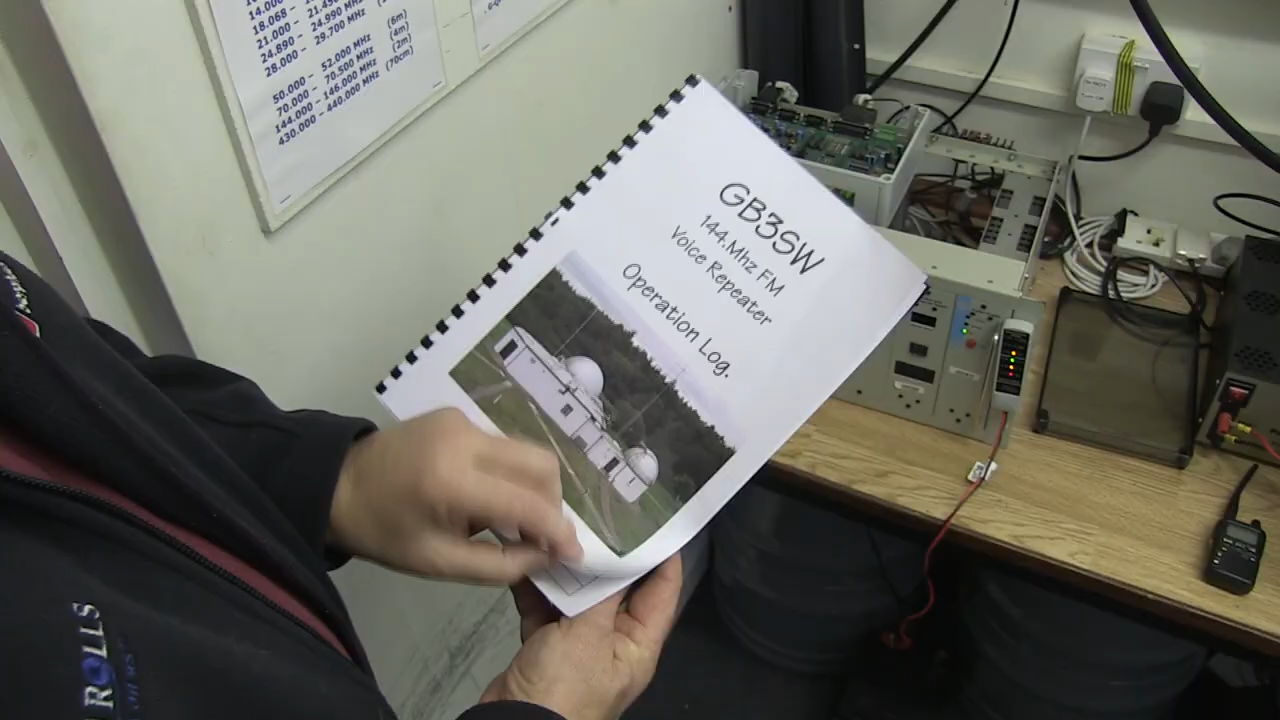 14.000
18.068 -
21.000 - 21.450
24.890 - 24.990 MHz
28.000 - 29.700 MHz
50.000 - 52.000 MHz (6m)
70.000 - 70.500 MHz (4m)
144.000 - 146.000 MHz (2m)
430.000 - 440.000 MHz (70cm)
GB3SW
144.Mhz FM
Voice Repeater
Operation Log.
ROLLS